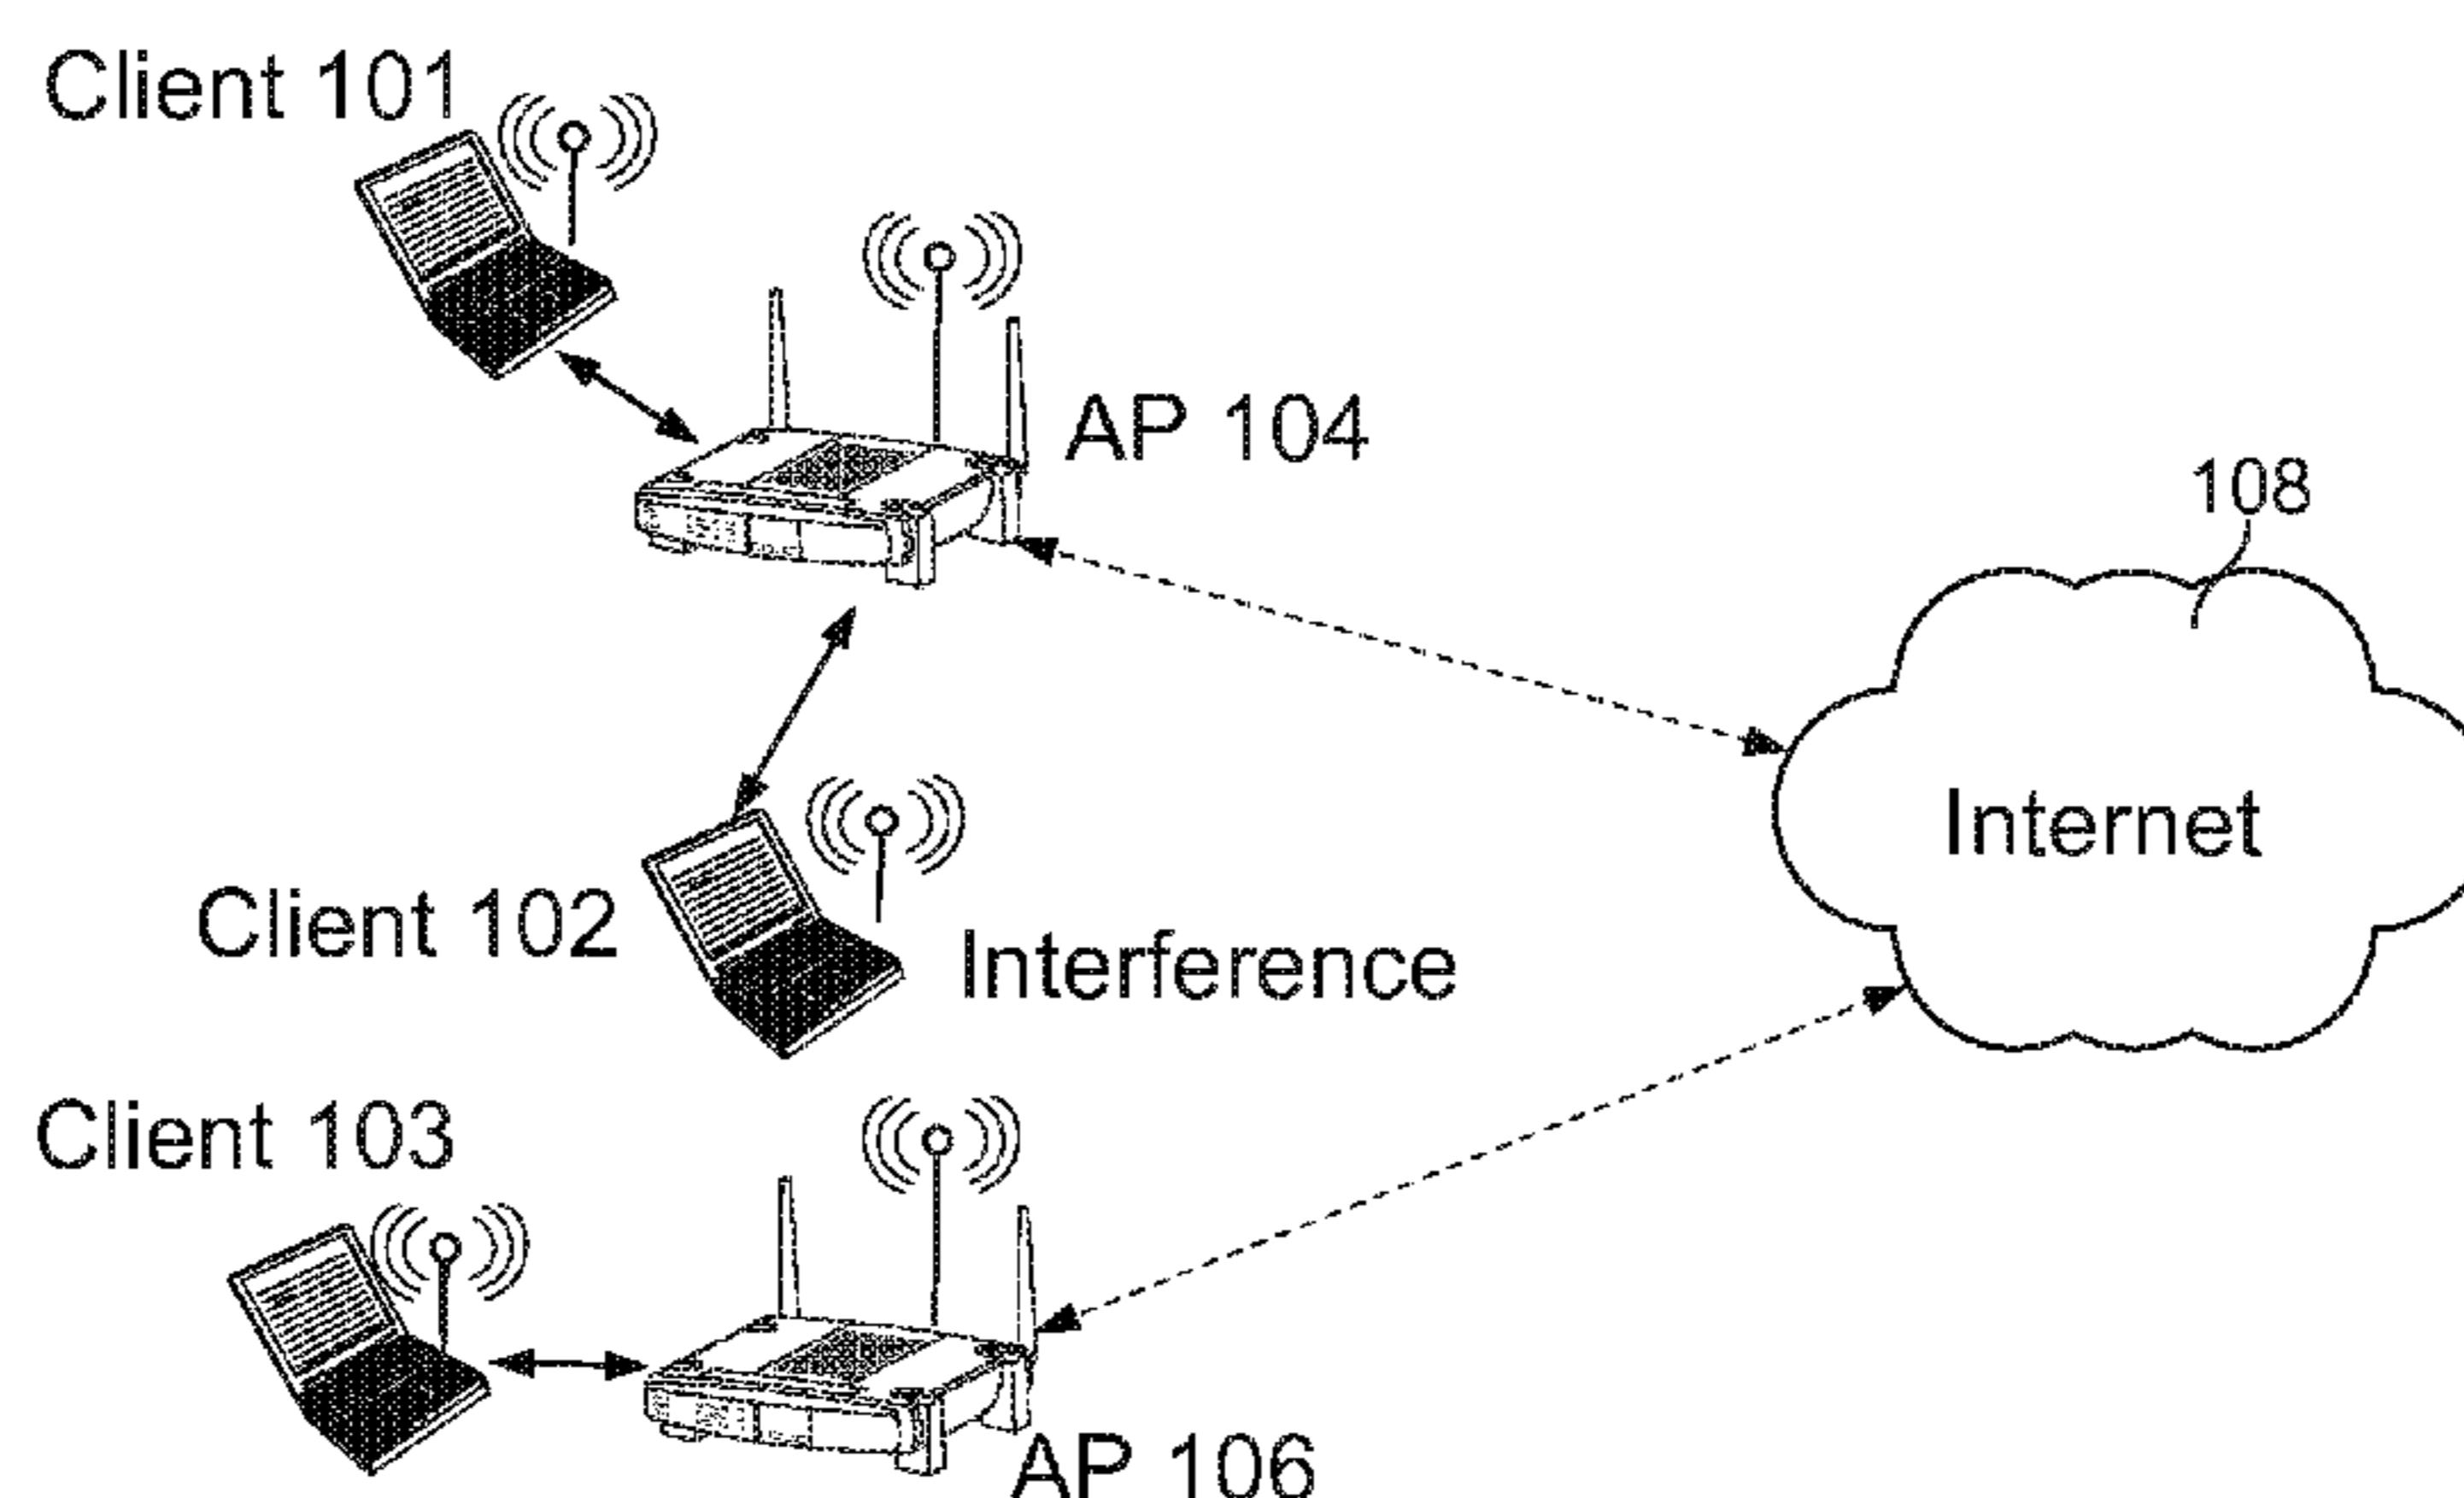 Client 101
AP 104
108
Internet
Client 102
Interference
Client 103
AP 106